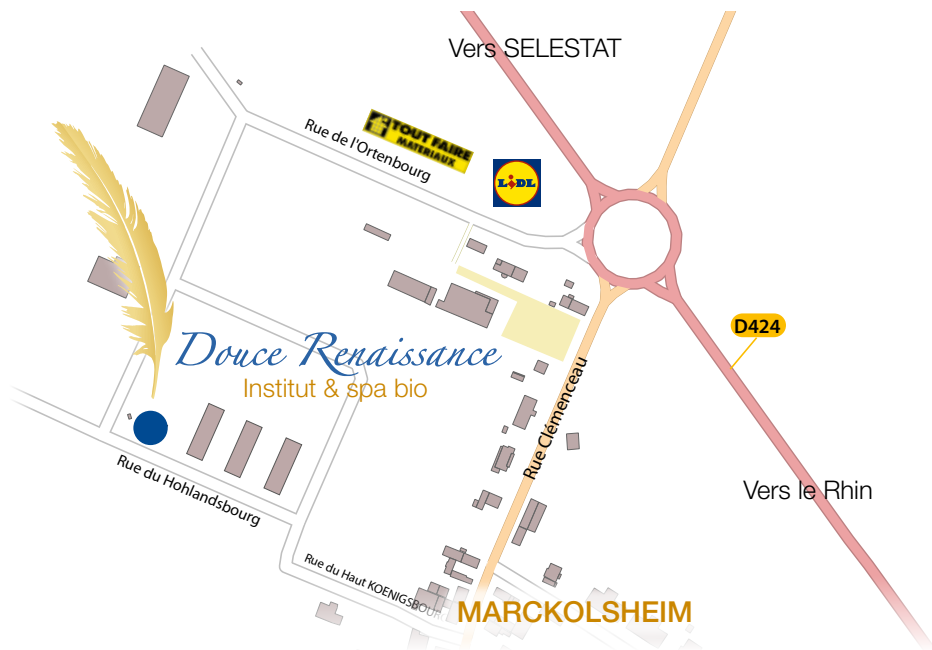 Vers SELESTAT
Rue de l'Ortenbourg
TOUT FAIRE
MATERIAUX
LIDL
D424
Douce Renaissance
Institut & spa bio
Rue Clémenceau
Rue du Hohlandsbourg
Vers le Rhin
Rue du Haut KOENIGSBOURG
MARCKOLSHEIM